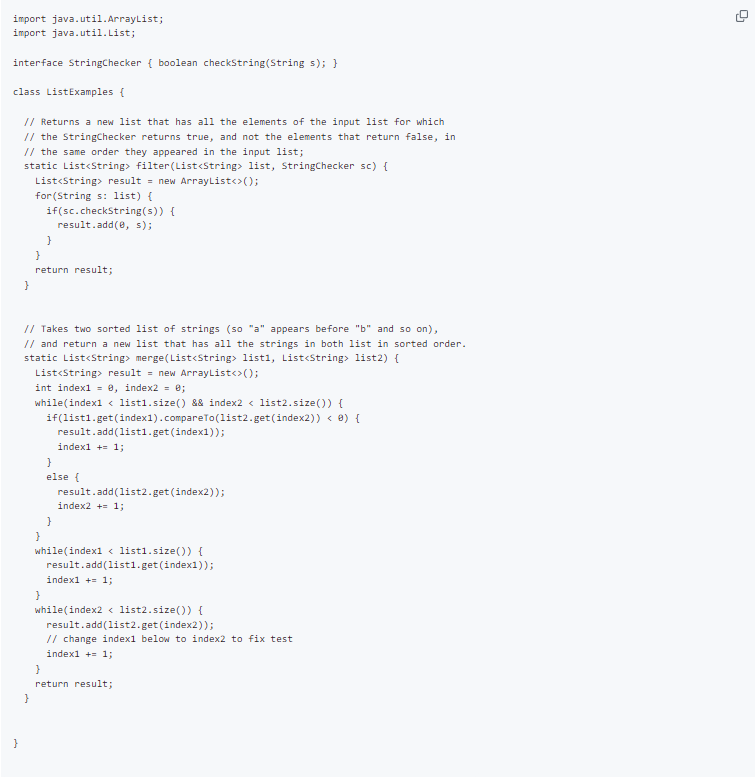 import java.util.ArrayList;
import java.util.List;

interface StringChecker { boolean checkString(String s); }

class ListExamples {

  // Returns a new list that has all the elements of the input list for which
  // the StringChecker returns true, and not the elements that return false, in
  // the same order they appeared in the input list;
  static List<String> filter(List<String> list, StringChecker sc) {
    List<String> result = new ArrayList<>();
    for(String s: list) {
      if(sc.checkString(s)) {
        result.add(0, s);
      }
    }
    return result;
  }


  // Takes two sorted list of strings (so "a" appears before "b" and so on),
  // and return a new list that has all the strings in both list in sorted order.
  static List<String> merge(List<String> list1, List<String> list2) {
    List<String> result = new ArrayList<>();
    int index1 = 0, index2 = 0;
    while(index1 < list1.size() && index2 < list2.size()) {
      if(list1.get(index1).compareTo(list2.get(index2)) < 0) {
        result.add(list1.get(index1));
        index1 += 1;
      }
      else {
        result.add(list2.get(index2));
        index2 += 1;
      }
    }
    while(index1 < list1.size()) {
      result.add(list1.get(index1));
      index1 += 1;
    }
    while(index2 < list2.size()) {
      result.add(list2.get(index2));
      // change index1 below to index2 to fix test
      index1 += 1;
    }
    return result;
  }


}